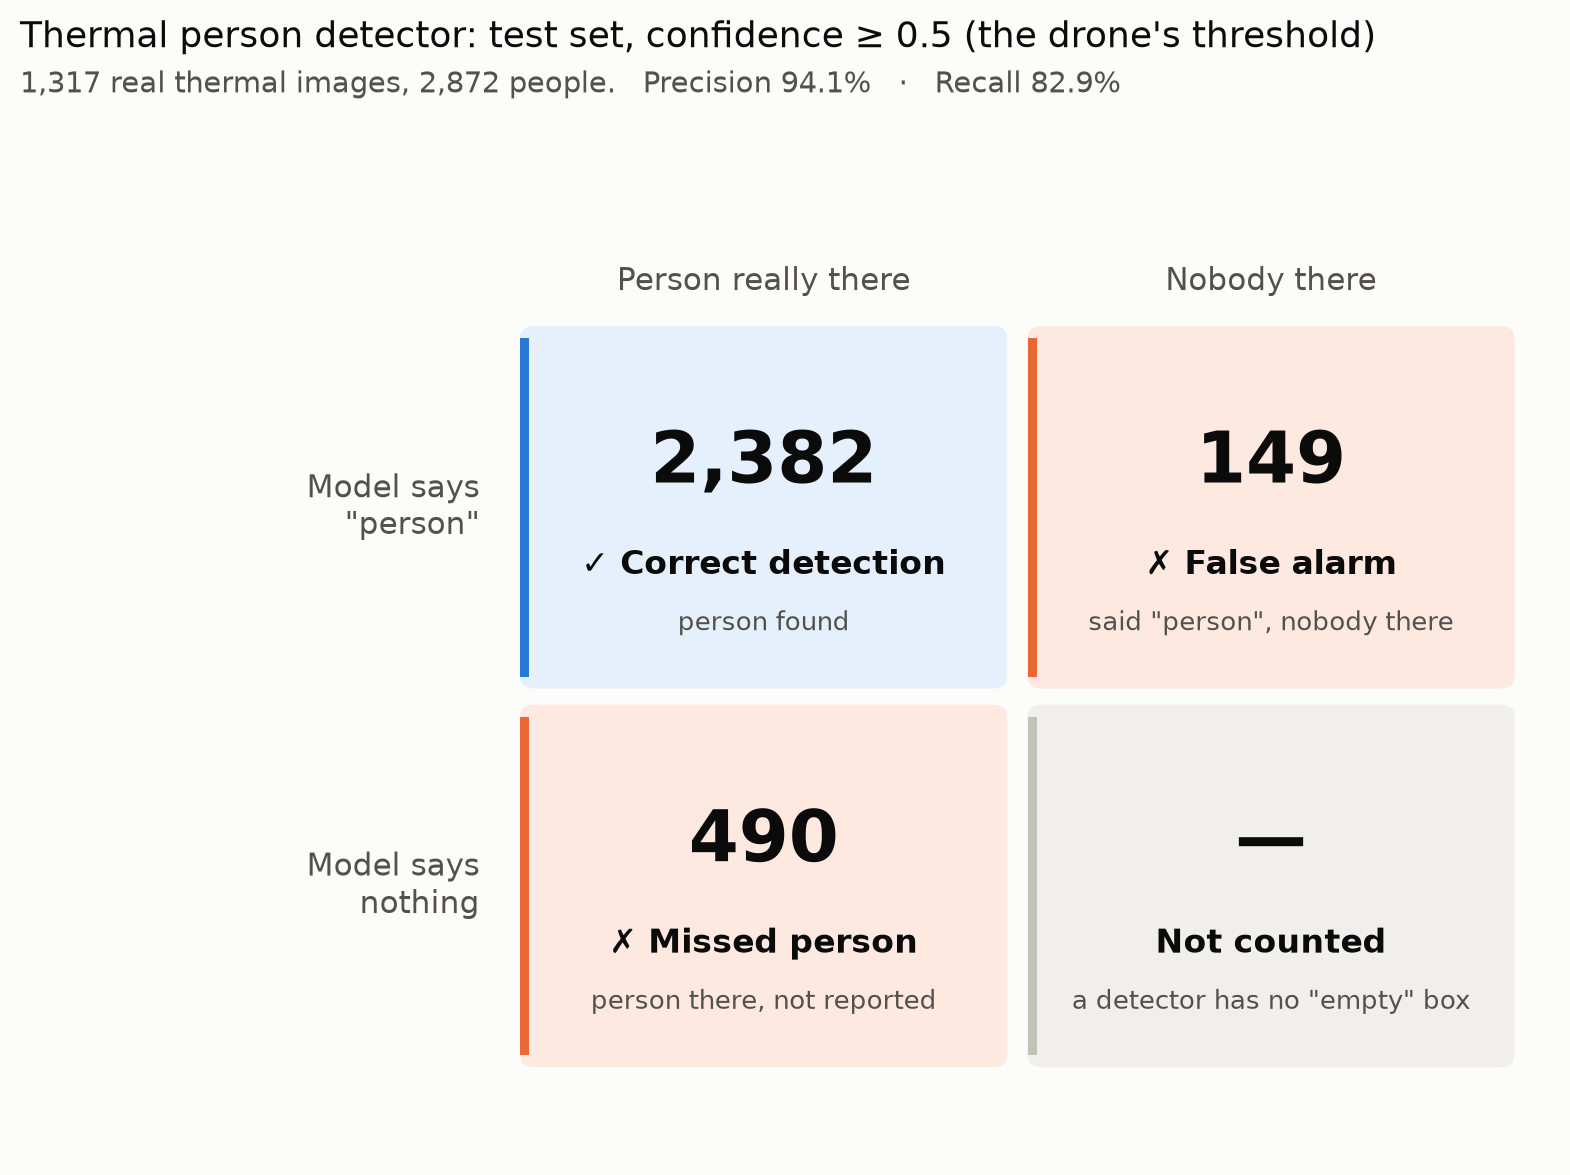 Thermal person detector: test set, confidence ≥ 0.5 (the drone's threshold)
1,317 real thermal images, 2,872 people.   Precision 94.1%   ·   Recall 82.9%
Person really there
Nobody there
Model says
"person"
2,382
✓ Correct detection
person found
149
✗ False alarm
said "person", nobody there
Model says
nothing
490
✗ Missed person
person there, not reported
—
Not counted
a detector has no "empty" box